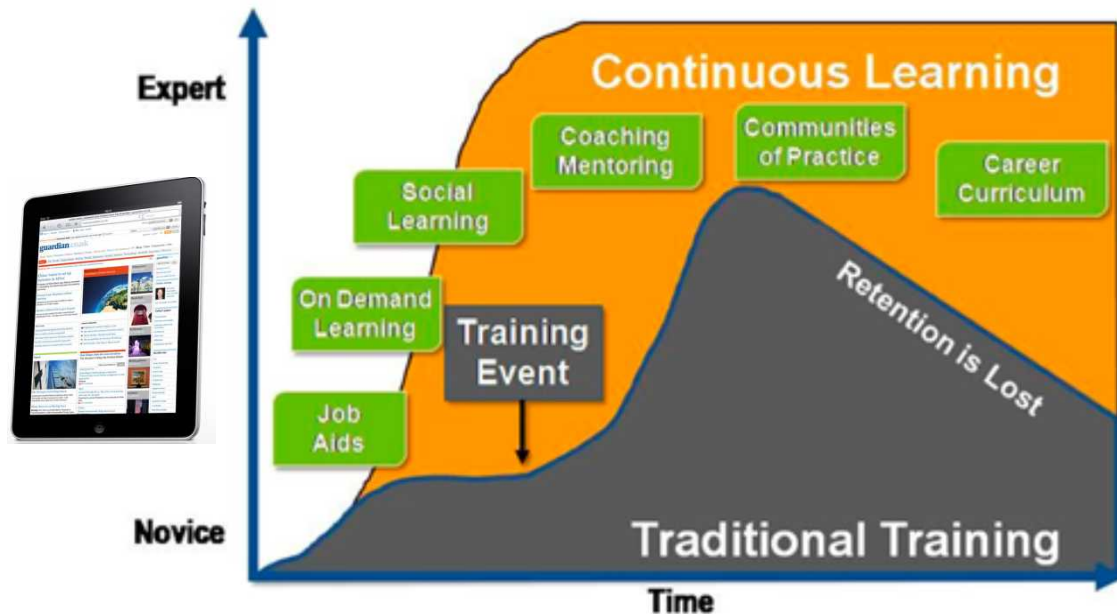 Expert
Continuous Learning
Coaching
Mentoring
Communities
of Practice
Career
Curriculum
Social
Learning
On Demand
Learning
Training
Event
Job
Aids
Retention is Lost
Novice
Traditional Training
Time
guardian